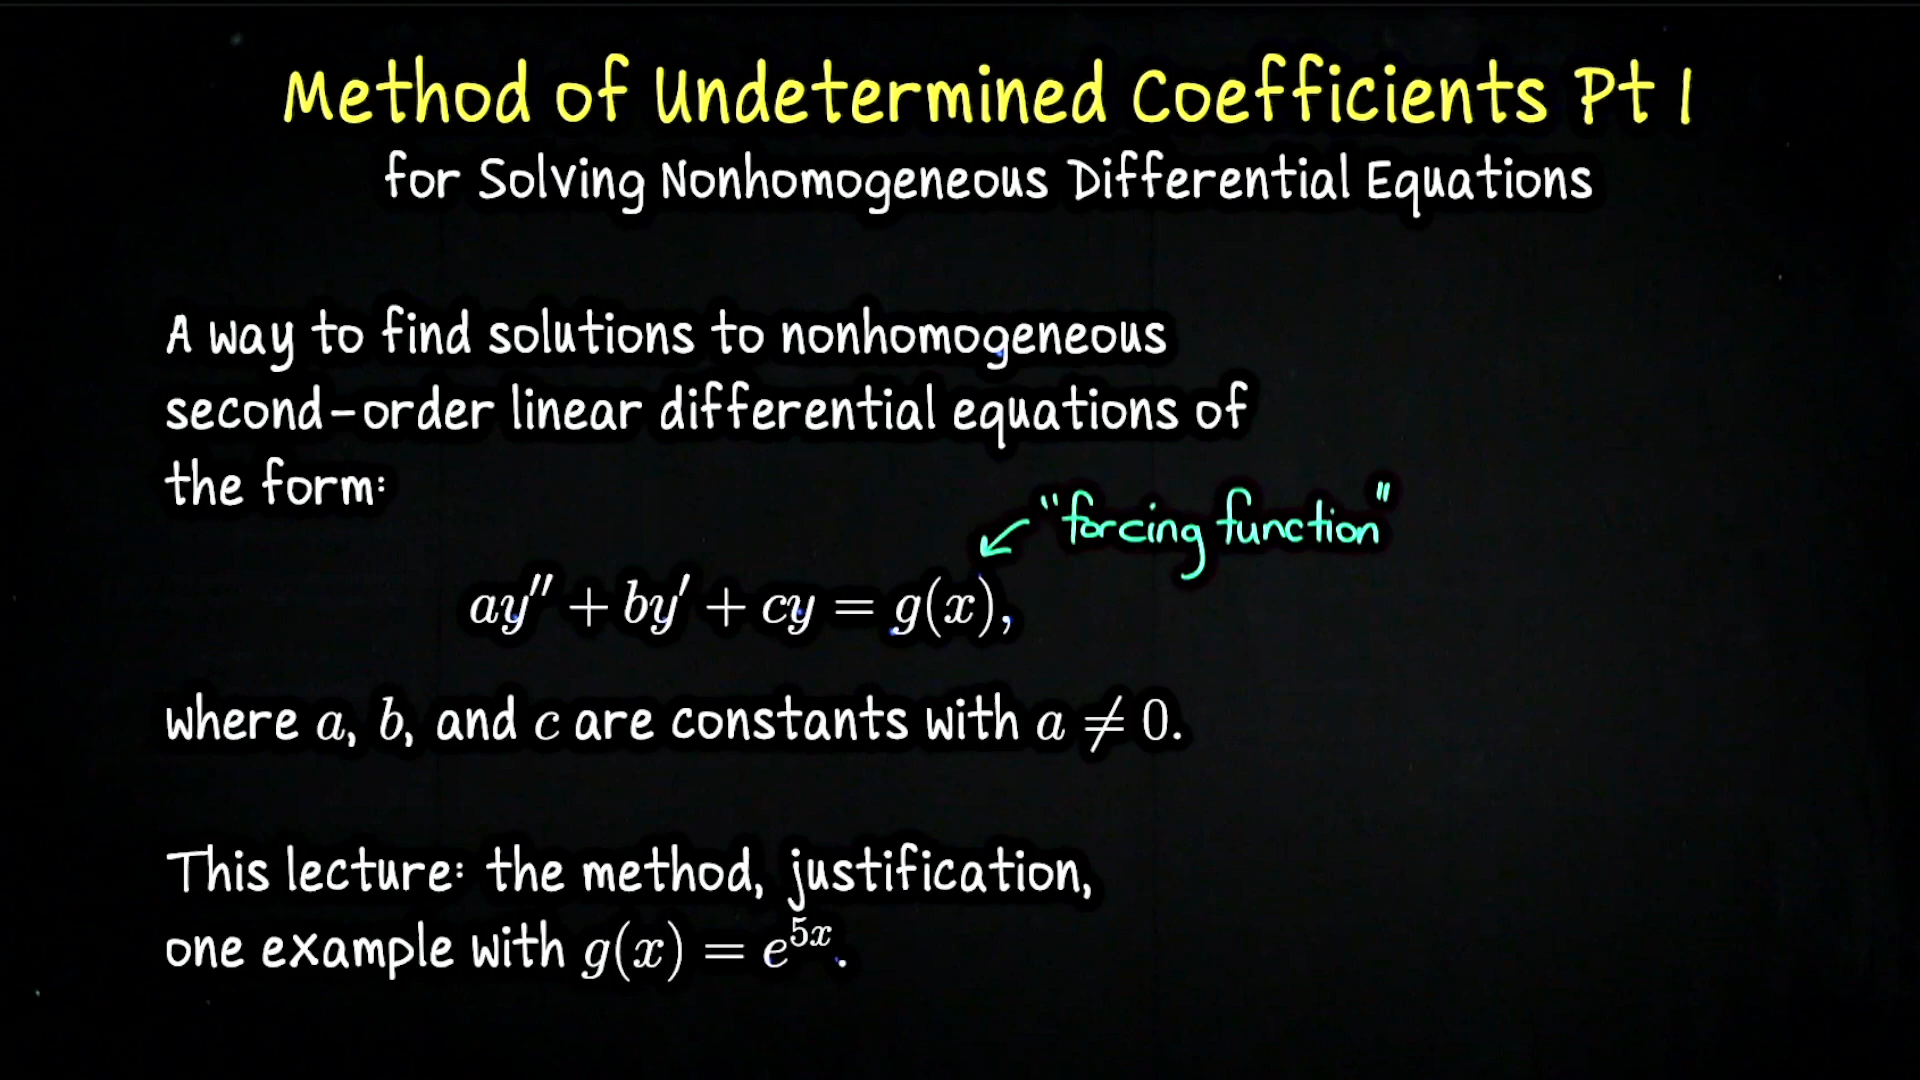 Method of Undetermined Coefficients Pt 1
for Solving Nonhomogeneous Differential Equations
A way to find solutions to nonhomogeneous
second-order linear differential equations of
the form:
"forcing function"
ay'' + by' + cy = g(x),
where a, b, and c are constants with a ≠ 0.
This lecture: the method, justification,
one example with g(x) = e^{5x}.